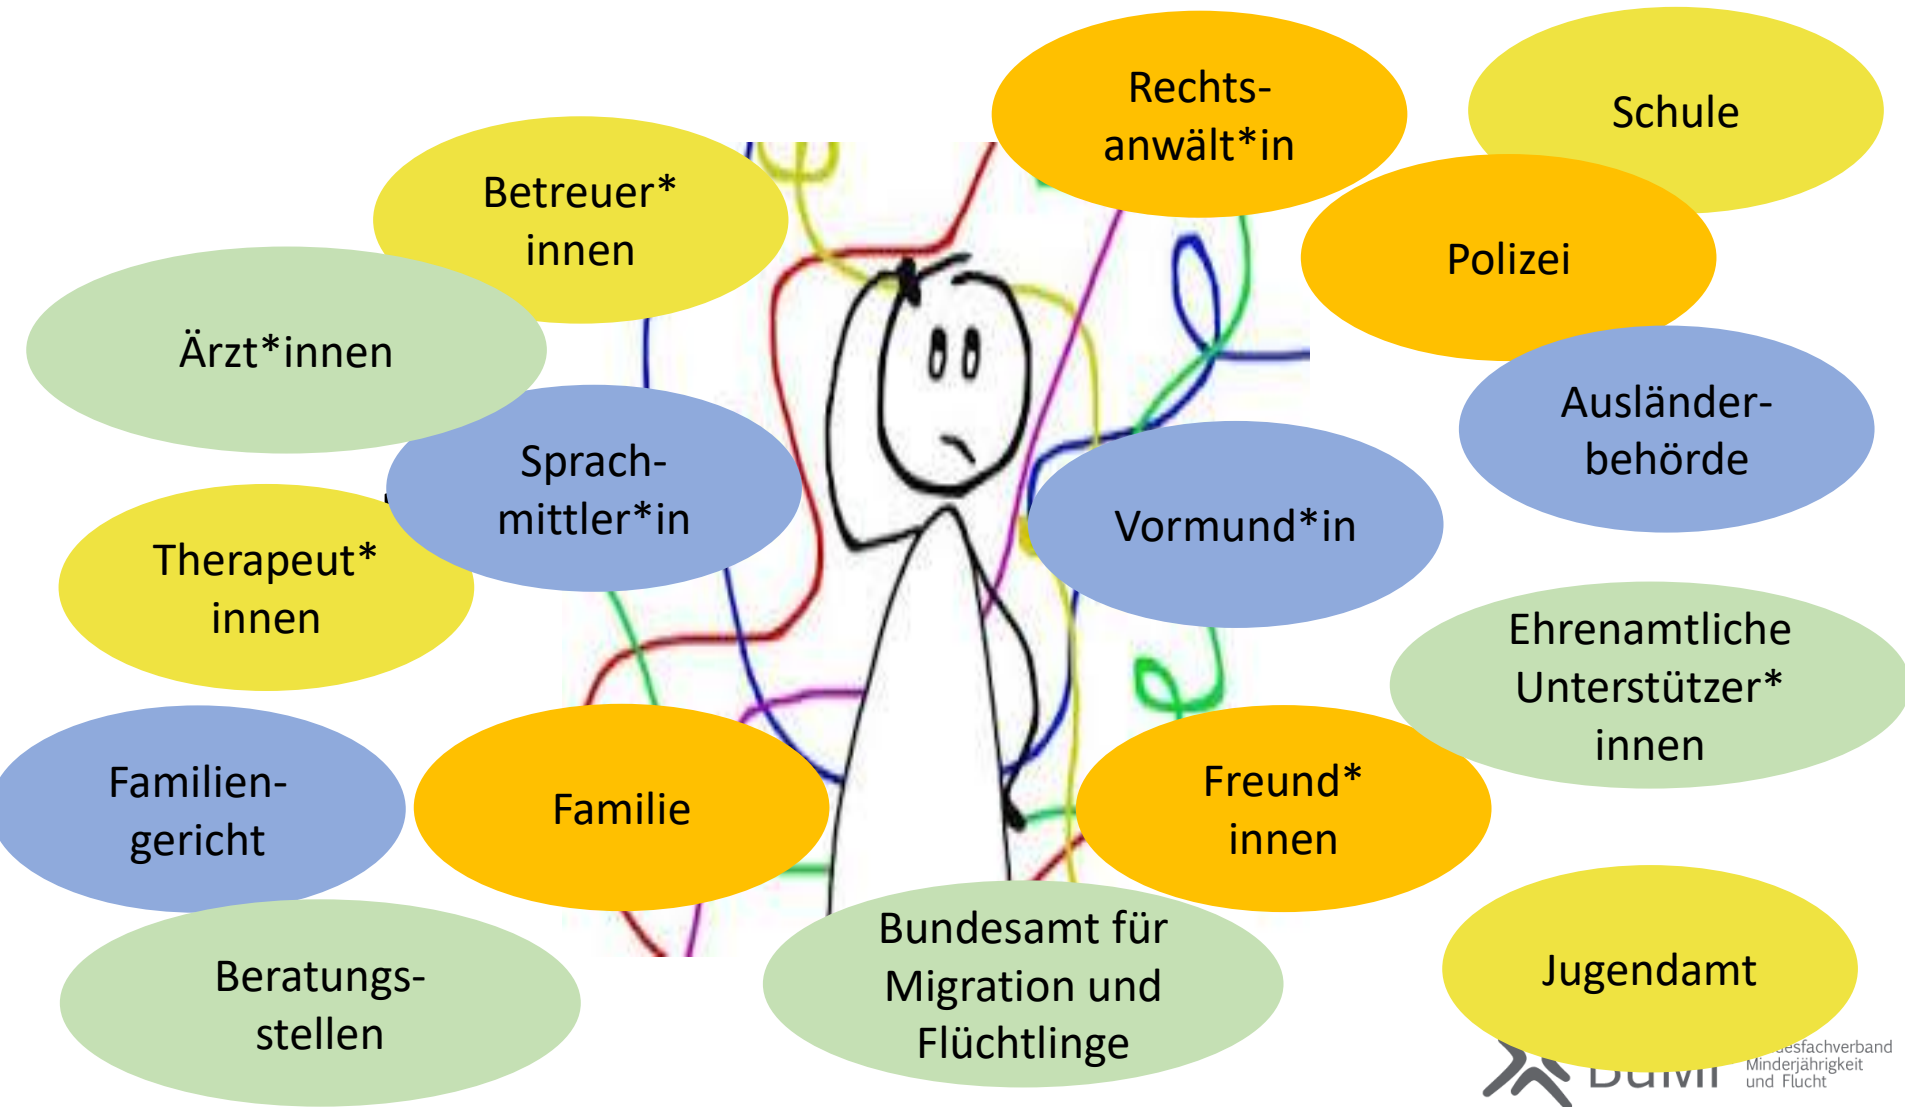 Rechts-
anwält*in
Schule
Betreuer*
innen
Polizei
Ärzt*innen
Ausländer-
behörde
Sprach-
mittler*in
Vormund*in
Therapeut*
innen
Ehrenamtliche
Unterstützer*
innen
Familien-
gericht
Familie
Freund*
innen
Beratungs-
stellen
Bundesamt für
Migration und
Flüchtlinge
Jugendamt
Minderjährigkeit
und Flucht